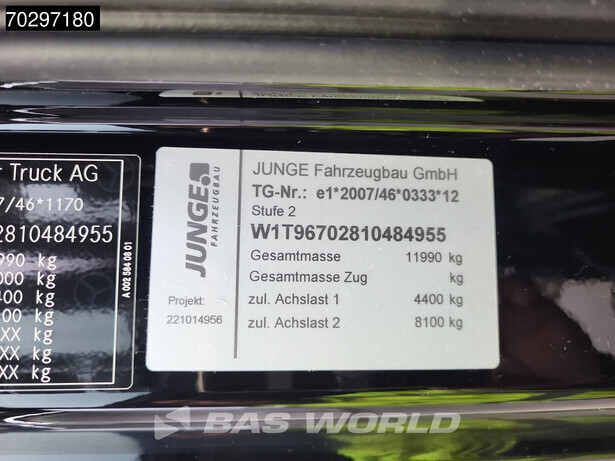 70297180
r Truck AG
7/46*1170
2810484955
990 kg
000 kg
400 kg
100 kg
XX kg
XX kg
XX kg
A 002 584 08 01
JUNGE
FAHRZEUGBAU
Projekt:
221014956
JUNGE Fahrzeugbau GmbH
TG-Nr.: e1*2007/46*0333*12
Stufe 2
W1T96702810484955
Gesamtmasse 11990 kg
Gesamtmasse Zug kg
zul. Achslast 1 4400 kg
zul. Achslast 2 8100 kg
BAS WORLD